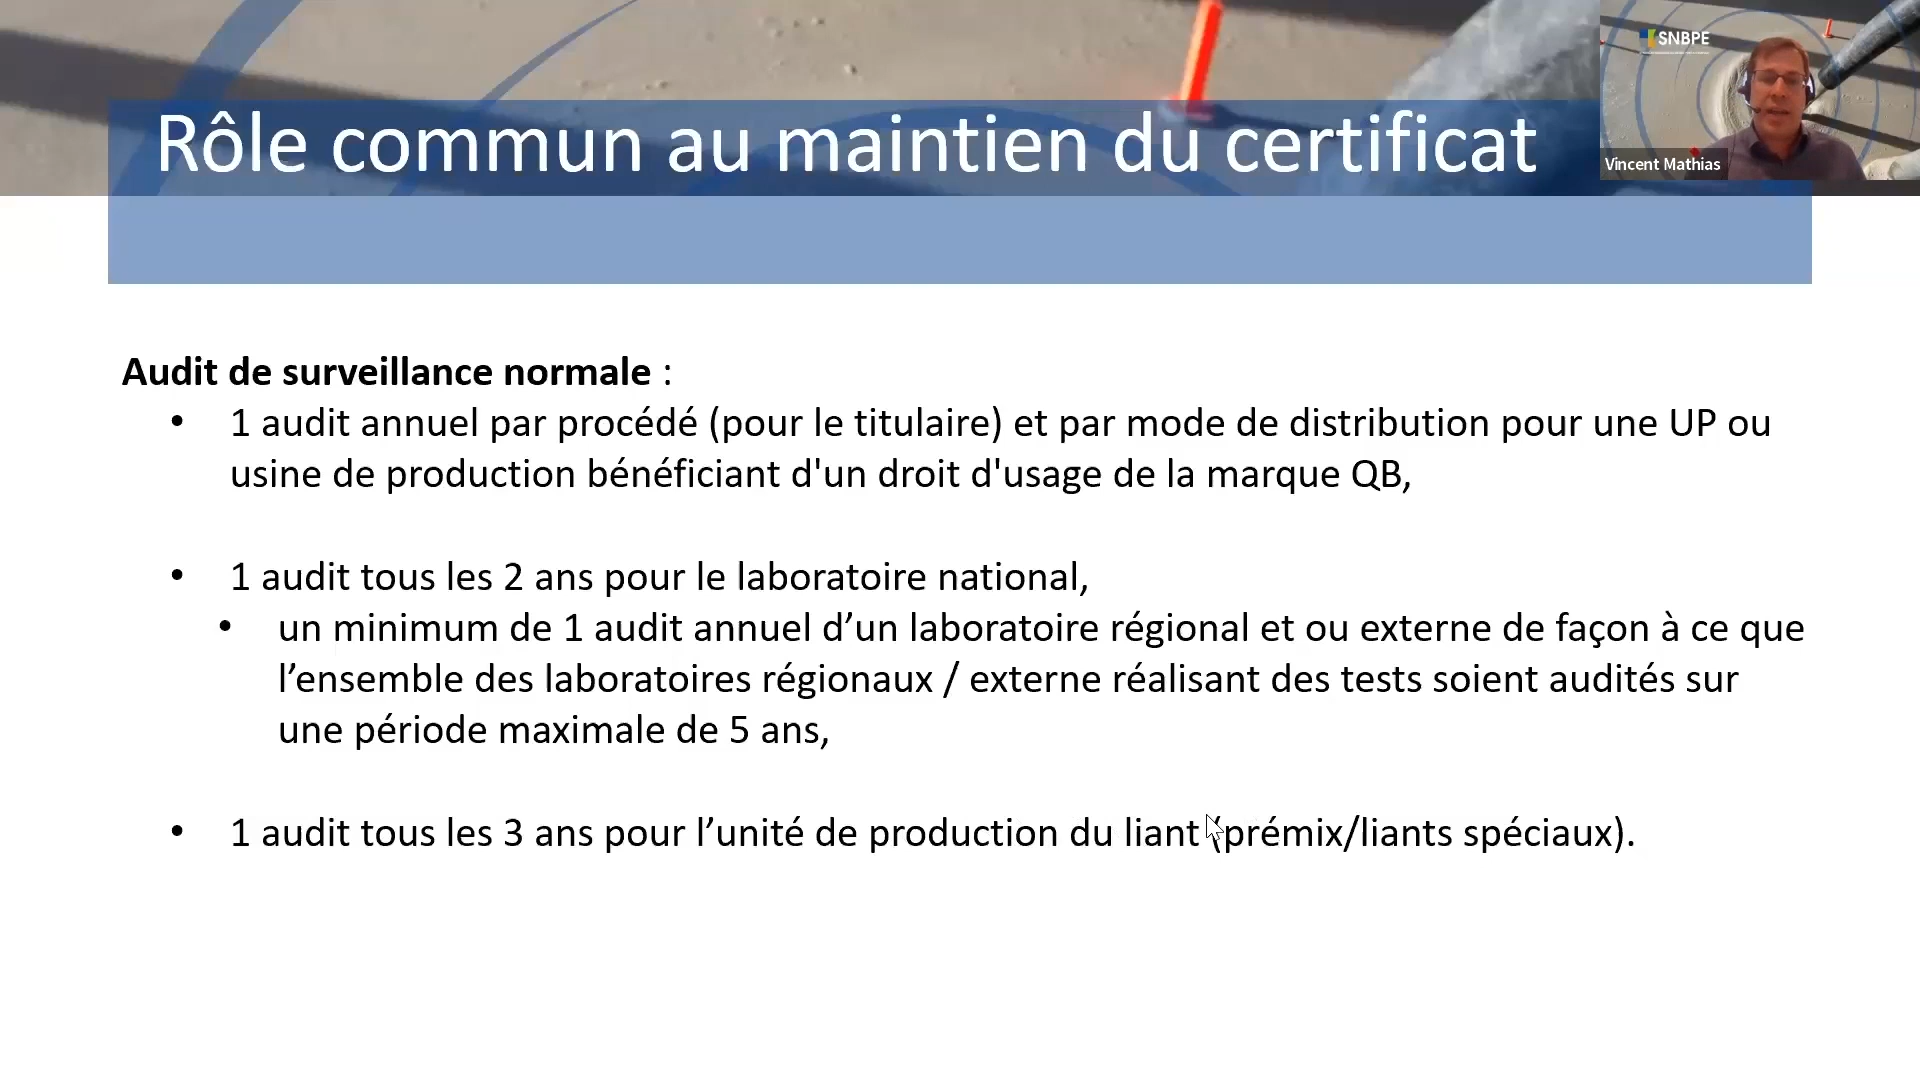 Rôle commun au maintien du certificat
SNBPE
Vincent Mathias
Audit de surveillance normale :
• 1 audit annuel par procédé (pour le titulaire) et par mode de distribution pour une UP ou
usine de production bénéficiant d'un droit d'usage de la marque QB,
• 1 audit tous les 2 ans pour le laboratoire national,
• un minimum de 1 audit annuel d’un laboratoire régional et ou externe de façon à ce que
l’ensemble des laboratoires régionaux / externe réalisant des tests soient audités sur
une période maximale de 5 ans,
• 1 audit tous les 3 ans pour l’unité de production du liant (prémix/liants spéciaux).